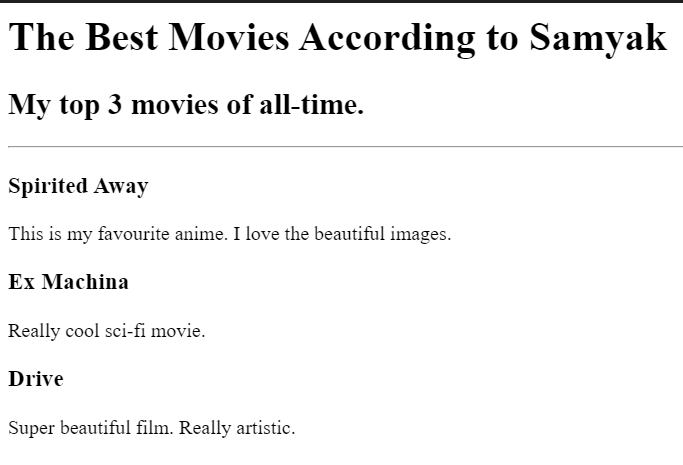 The Best Movies According to Samyak
My top 3 movies of all-time.
Spirited Away
This is my favourite anime. I love the beautiful images.
Ex Machina
Really cool sci-fi movie.
Drive
Super beautiful film. Really artistic.